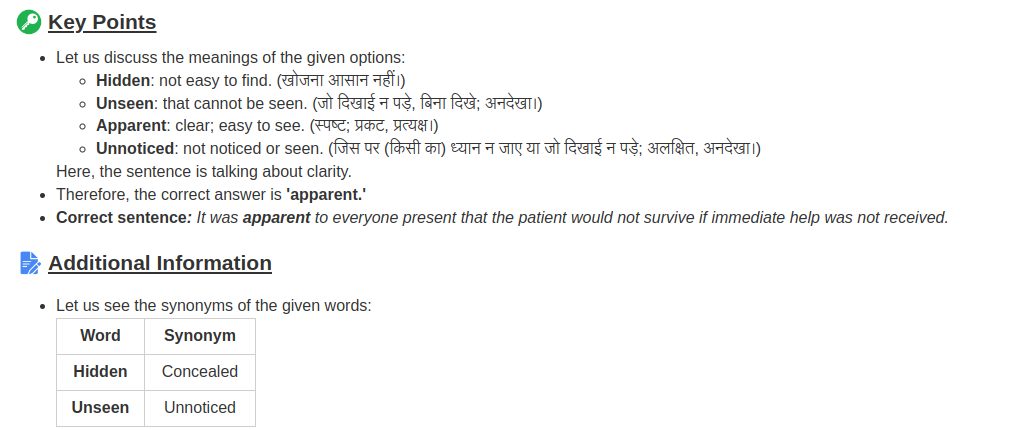 Key Points
Let us discuss the meanings of the given options:
Hidden: not easy to find. (खोजना आसान नहीं।)
Unseen: that cannot be seen. (जो दिखाई न पड़े, बिना दिखे; अनदेखा।)
Apparent: clear; easy to see. (स्पष्ट; प्रकट, प्रत्यक्ष।)
Unnoticed: not noticed or seen. (जिस पर (किसी का) ध्यान न जाए या जो दिखाई न पड़े; अलक्षित, अनदेखा।)
Here, the sentence is talking about clarity.
Therefore, the correct answer is 'apparent.'
Correct sentence: It was apparent to everyone present that the patient would not survive if immediate help was not received.
Additional Information
Let us see the synonyms of the given words:
Word Synonym
Hidden Concealed
Unseen Unnoticed